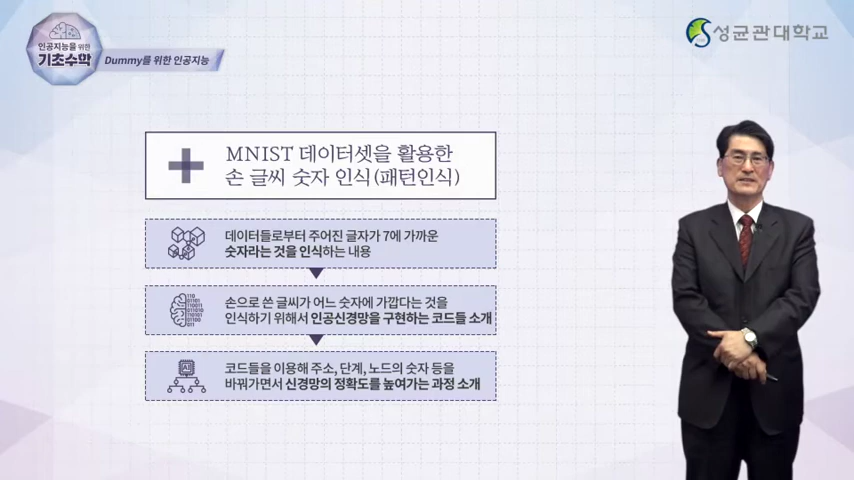 인공지능을 위한
기초수학
Dummy를 위한 인공지능
성균관대학교
MNIST 데이터셋을 활용한
손 글씨 숫자 인식(패턴인식)
데이터들로부터 주어진 글자가 7에 가까운
숫자라는 것을 인식하는 내용
손으로 쓴 글씨가 어느 숫자에 가깝다는 것을
인식하기 위해서 인공신경망을 구현하는 코드들 소개
코드들을 이용해 주소, 단계, 노드의 숫자 등을
바꿔가면서 신경망의 정확도를 높여가는 과정 소개
AI